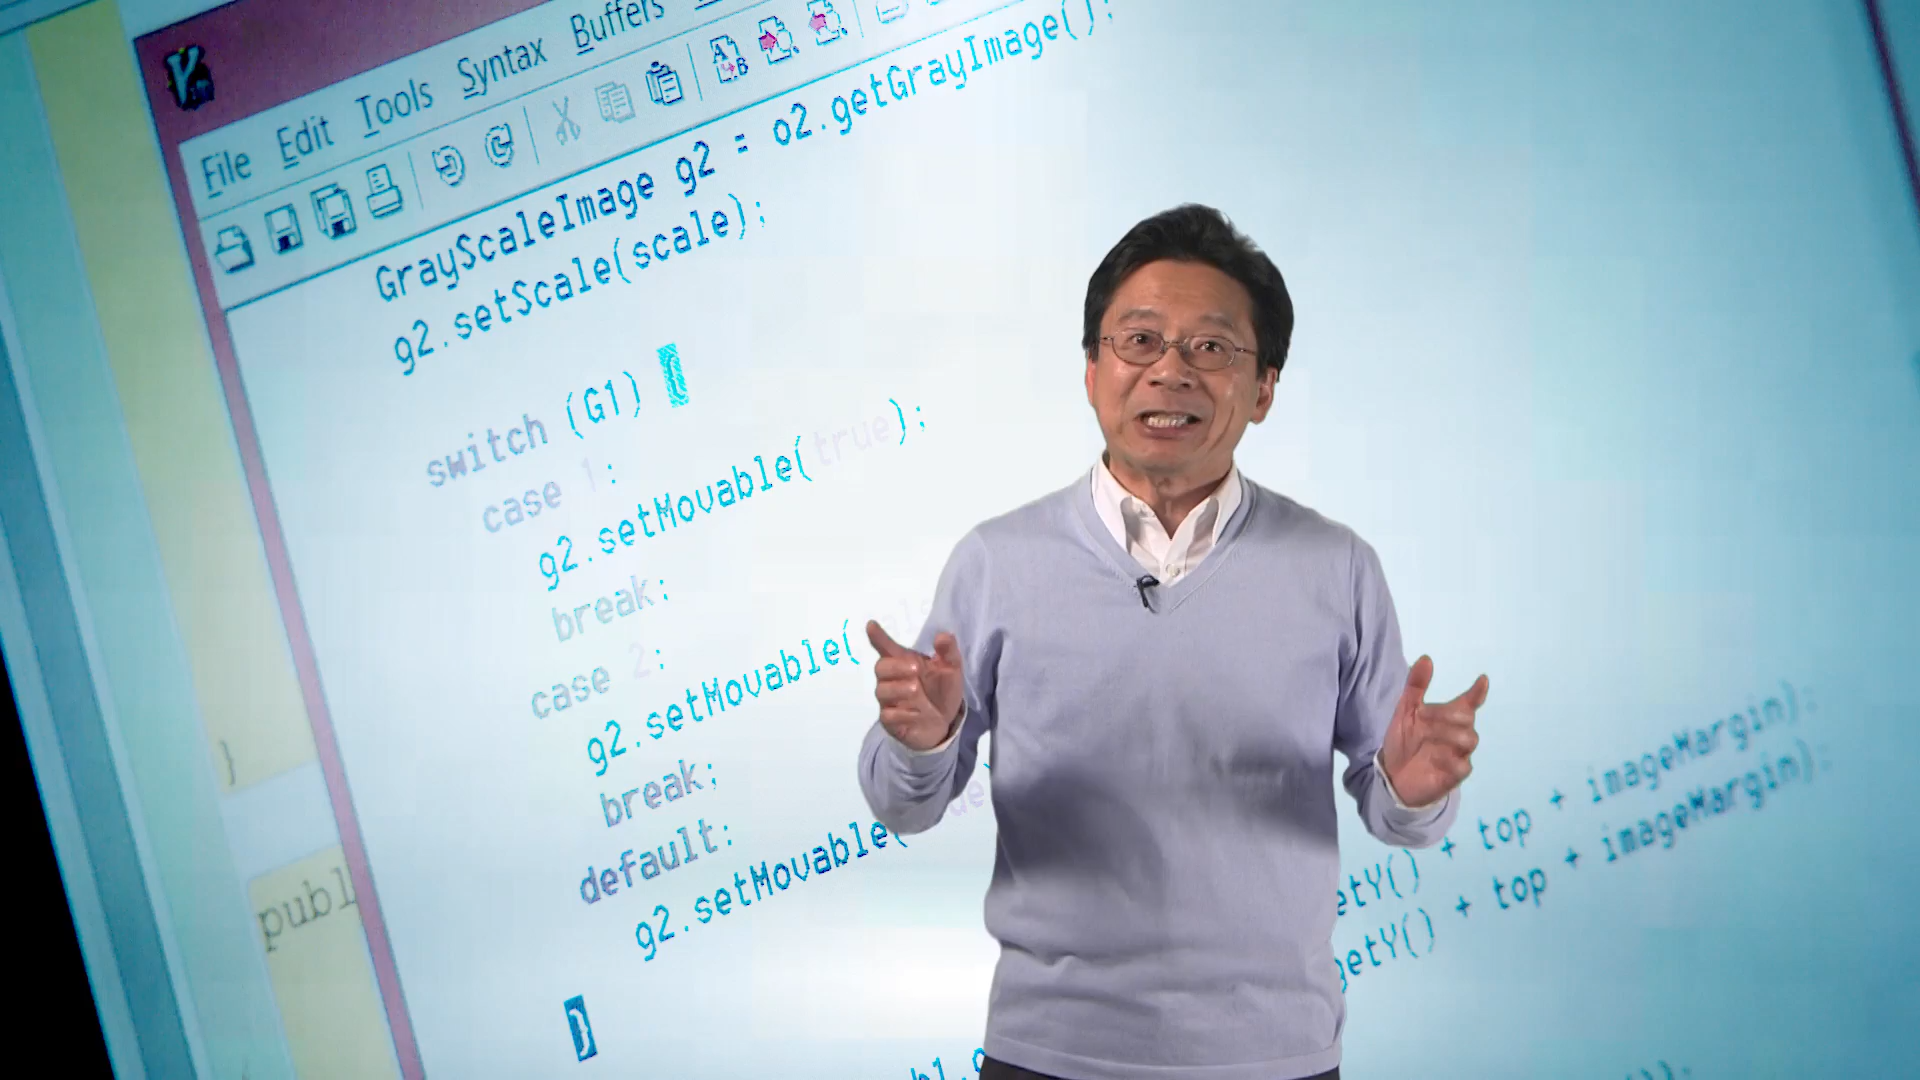 File Edit Tools Syntax Buffers
GrayScaleImage g2 = o2.getGrayImage();
g2.setScale(scale);
switch (G1) {
case 1:
g2.setMovable(true);
break;
case 2:
g2.setMovable(
break;
default:
g2.setMovable(
}
etY() + top + imageMargin);
getY() + top + imageMargin);
}
publ